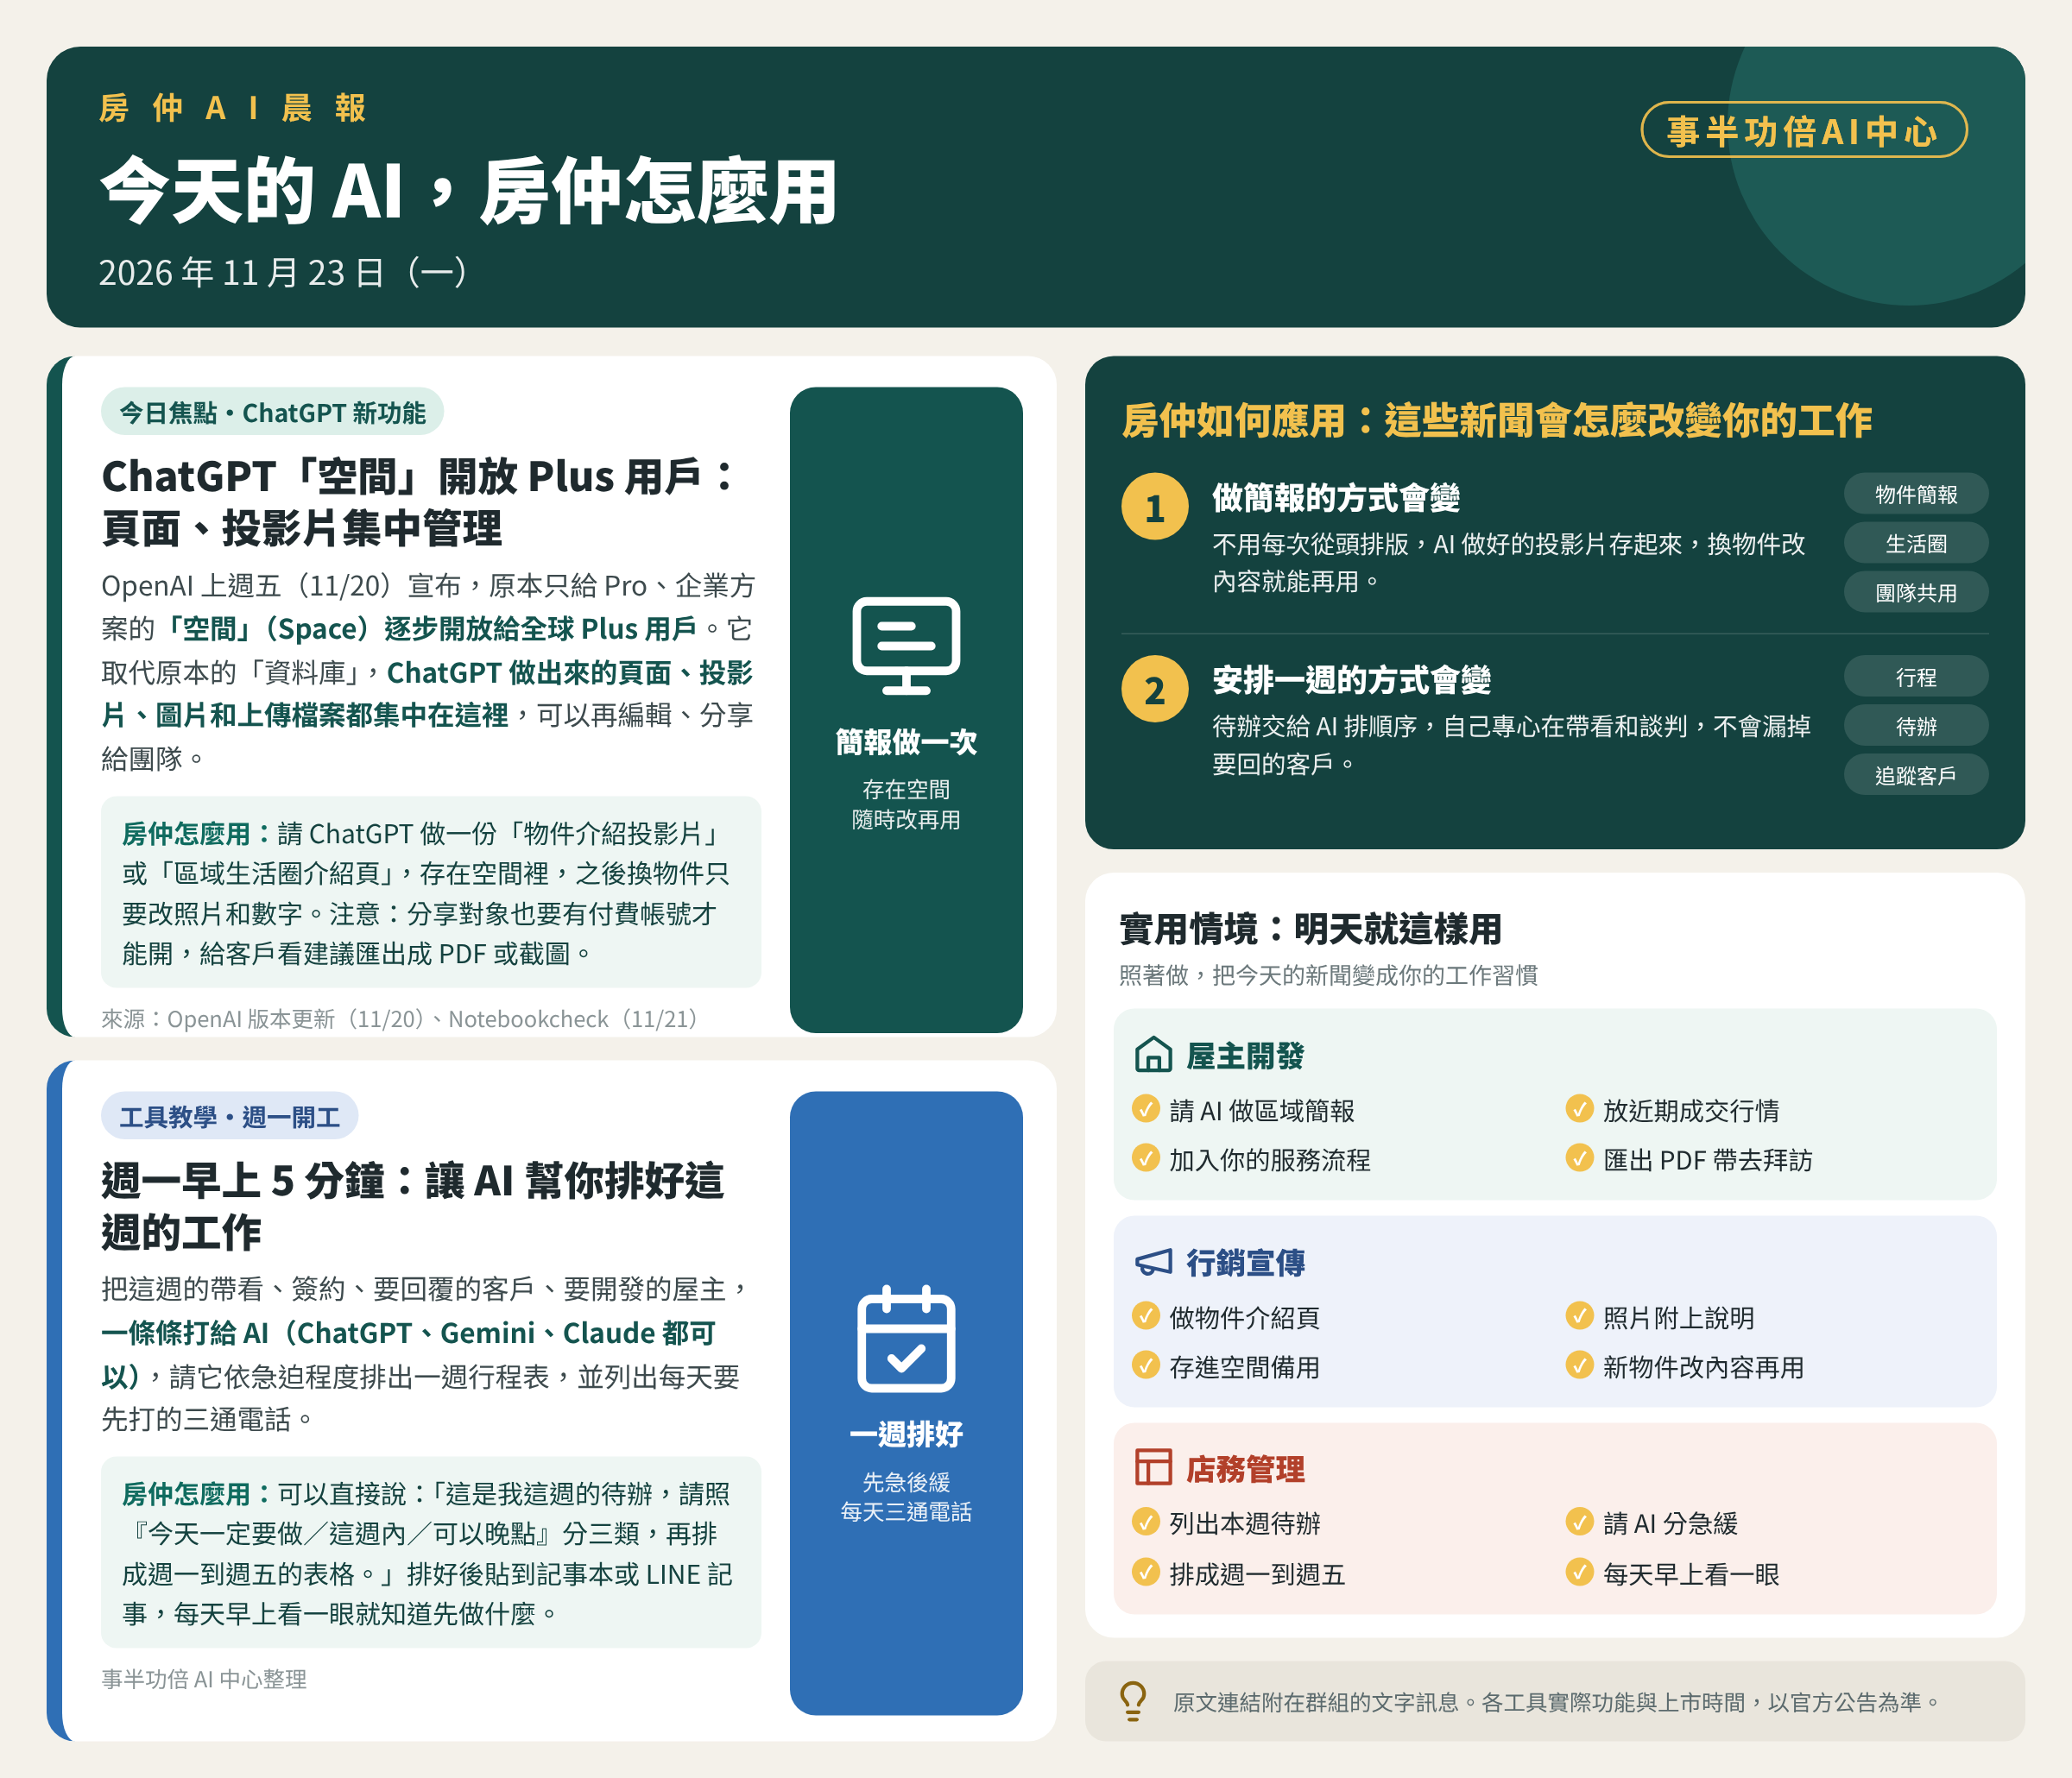 房仲AI晨報
事半功倍AI中心
今天的 AI，房仲怎麼用
2026 年 11 月 23 日（一）
今日焦點・ChatGPT 新功能
ChatGPT「空間」開放 Plus 用戶：
頁面、投影片集中管理
OpenAI 上週五（11/20）宣布，原本只給 Pro、企業方
案的「空間」（Space）逐步開放給全球 Plus 用戶。它
取代原本的「資料庫」，ChatGPT 做出來的頁面、投影
片、圖片和上傳檔案都集中在這裡，可以再編輯、分享
給團隊。
房仲怎麼用：請 ChatGPT 做一份「物件介紹投影片」
或「區域生活圈介紹頁」，存在空間裡，之後換物件只
要改照片和數字。注意：分享對象也要有付費帳號才
能開，給客戶看建議匯出成 PDF 或截圖。
來源：OpenAI 版本更新（11/20）、Notebookcheck（11/21）
簡報做一次
存在空間
隨時改再用
工具教學・週一開工
週一早上 5 分鐘：讓 AI 幫你排好這
週的工作
把這週的帶看、簽約、要回覆的客戶、要開發的屋主，
一條條打給 AI（ChatGPT、Gemini、Claude 都可
以），請它依急迫程度排出一週行程表，並列出每天要
先打的三通電話。
房仲怎麼用：可以直接說：「這是我這週的待辦，請照
『今天一定要做／這週內／可以晚點』分三類，再排
成週一到週五的表格。」排好後貼到記事本或 LINE 記
事，每天早上看一眼就知道先做什麼。
事半功倍 AI 中心整理
一週排好
先急後緩
每天三通電話
房仲如何應用：這些新聞會怎麼改變你的工作
1
做簡報的方式會變
不用每次從頭排版，AI 做好的投影片存起來，換物件改
內容就能再用。
物件簡報
生活圈
團隊共用
2
安排一週的方式會變
待辦交給 AI 排順序，自己專心在帶看和談判，不會漏掉
要回的客戶。
行程
待辦
追蹤客戶
實用情境：明天就這樣用
照著做，把今天的新聞變成你的工作習慣
屋主開發
請 AI 做區域簡報
放近期成交行情
加入你的服務流程
匯出 PDF 帶去拜訪
行銷宣傳
做物件介紹頁
照片附上說明
存進空間備用
新物件改內容再用
店務管理
列出本週待辦
請 AI 分急緩
排成週一到週五
每天早上看一眼
原文連結附在群組的文字訊息。各工具實際功能與上市時間，以官方公告為準。